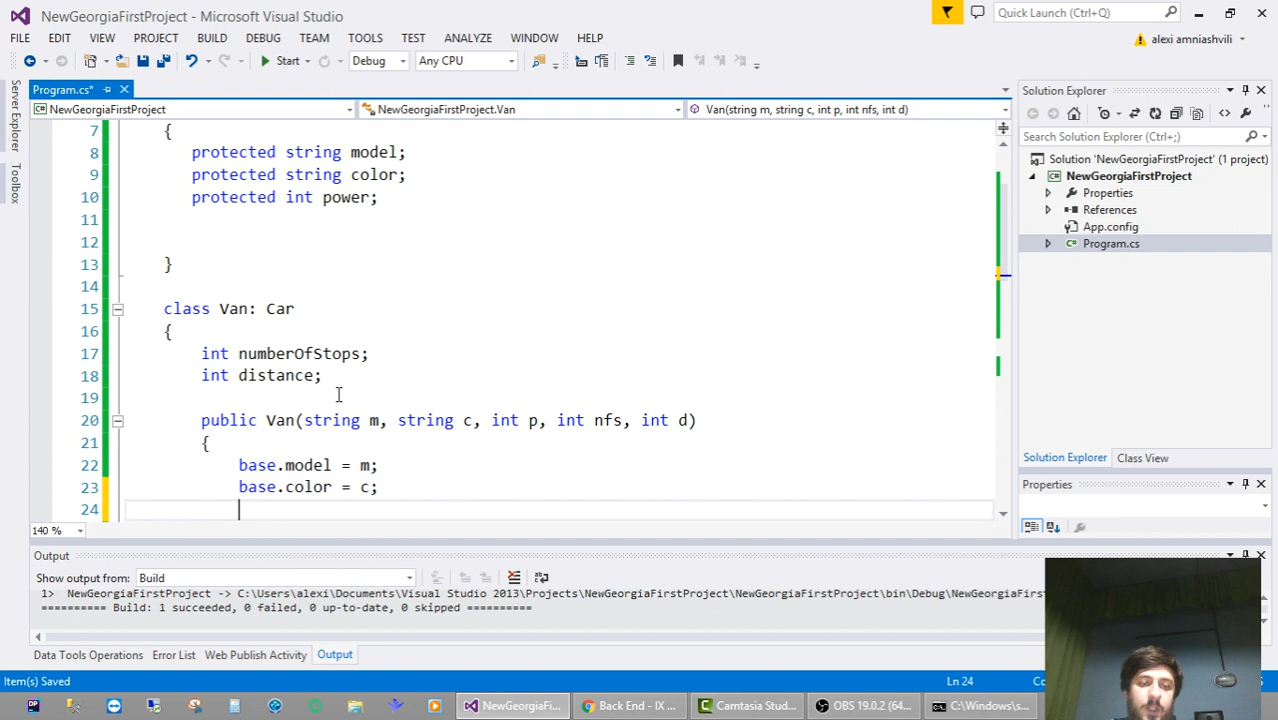 NewGeorgiaFirstProject - Microsoft Visual Studio
Quick Launch (Ctrl+Q)
FILE EDIT VIEW PROJECT BUILD DEBUG TEAM TOOLS TEST ANALYZE WINDOW HELP
alexi amniashvili
Start Debug Any CPU
Server Explorer
Toolbox
Program.cs*
NewGeorgiaFirstProject NewGeorgiaFirstProject.Van Van(string m, string c, int p, int nfs, int d)
7 {
8 protected string model;
9 protected string color;
10 protected int power;
11
12
13 }
14
15 class Van: Car
16 {
17 int numberOfStops;
18 int distance;
19
20 public Van(string m, string c, int p, int nfs, int d)
21 {
22 base.model = m;
23 base.color = c;
24
140 %
Solution Explorer
Search Solution Explorer (Ctrl+;)
Solution 'NewGeorgiaFirstProject' (1 project)
NewGeorgiaFirstProject
Properties
References
App.config
Program.cs
Solution Explorer Class View
Properties
Output
Show output from: Build
1> NewGeorgiaFirstProject -> C:\Users\alexi\Documents\Visual Studio 2013\Projects\NewGeorgiaFirstProject\NewGeorgiaFirstProject\bin\Debug\NewGeorgiaFirs
========== Build: 1 succeeded, 0 failed, 0 up-to-date, 0 skipped ==========
Data Tools Operations Error List Web Publish Activity Output
Item(s) Saved
Ln 24
NewGeorgiaFi... Back End - IX ... Camtasia Stud... OBS 19.0.2 (64... C:\Windows\s...